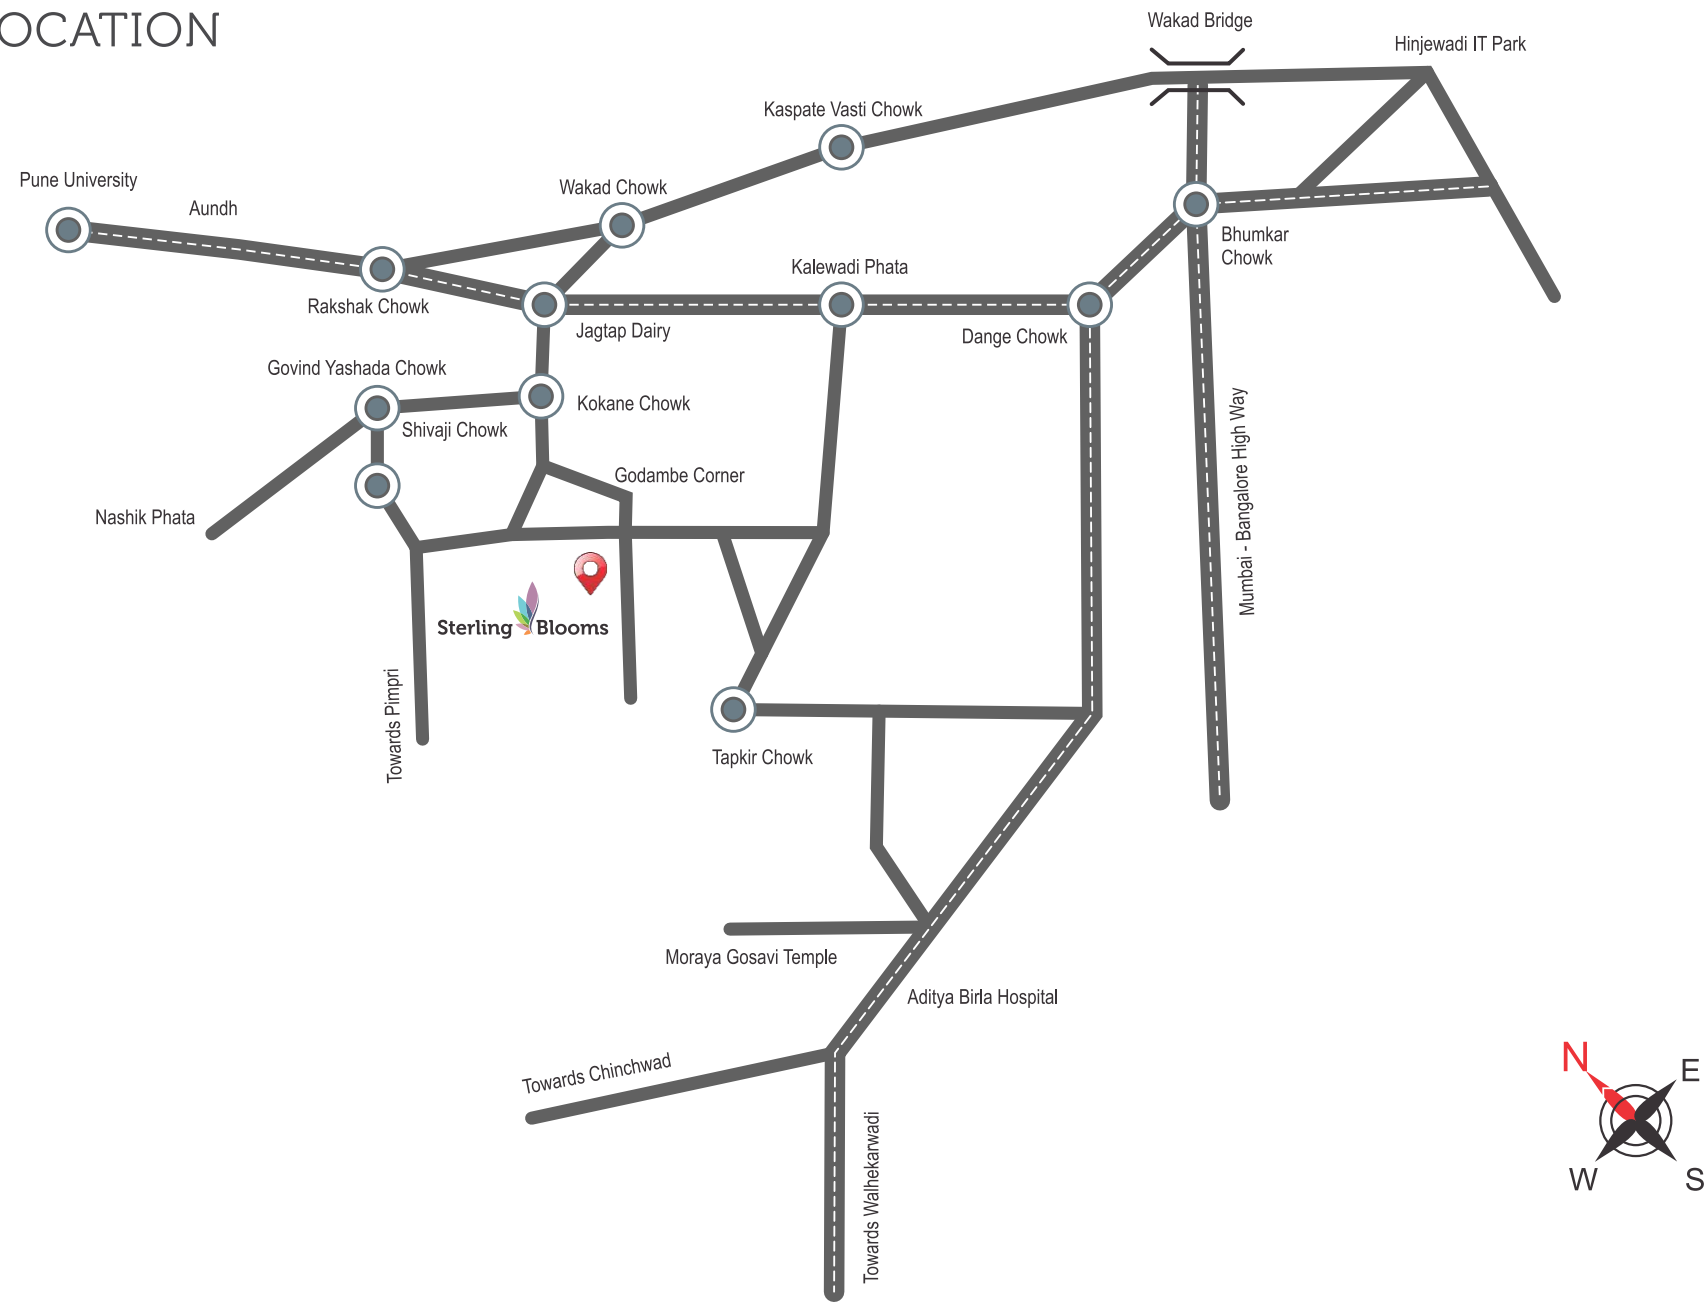 OCATION
Wakad Bridge
Hinjewadi IT Park
Kaspate Vasti Chowk
Pune University
Wakad Chowk
Aundh
Bhumkar
Chowk
Kalewadi Phata
Rakshak Chowk
Jagtap Dairy
Dange Chowk
Govind Yashada Chowk
Kokane Chowk
Shivaji Chowk
Mumbai - Bangalore High Way
Godambe Corner
Nashik Phata
Sterling Blooms
Towards Pimpri
Tapkir Chowk
Moraya Gosavi Temple
Aditya Birla Hospital
Towards Chinchwad
Towards Walhekarwadi
N
E
W
S